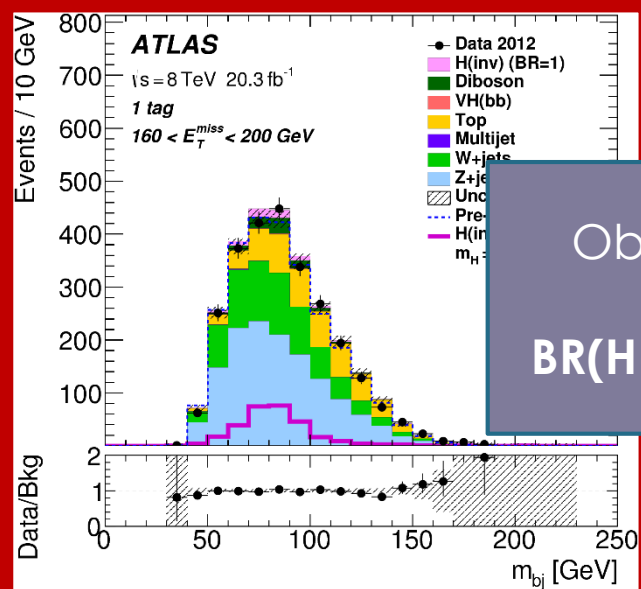 800
700
600
500
400
300
200
100
Events / 10 GeV
ATLAS
√s = 8 TeV 20.3 fb⁻¹
1 tag
160 < E_T^miss < 200 GeV
Data 2012
H(inv) (BR=1)
Diboson
VH(bb)
Top
Multijet
W+jets
Z+je
Unc
Pre-
H(in
m_H =
Ob
BR(H
Data/Bkg
2
1
0
0 50 100 150 200 250
m_bj [GeV]